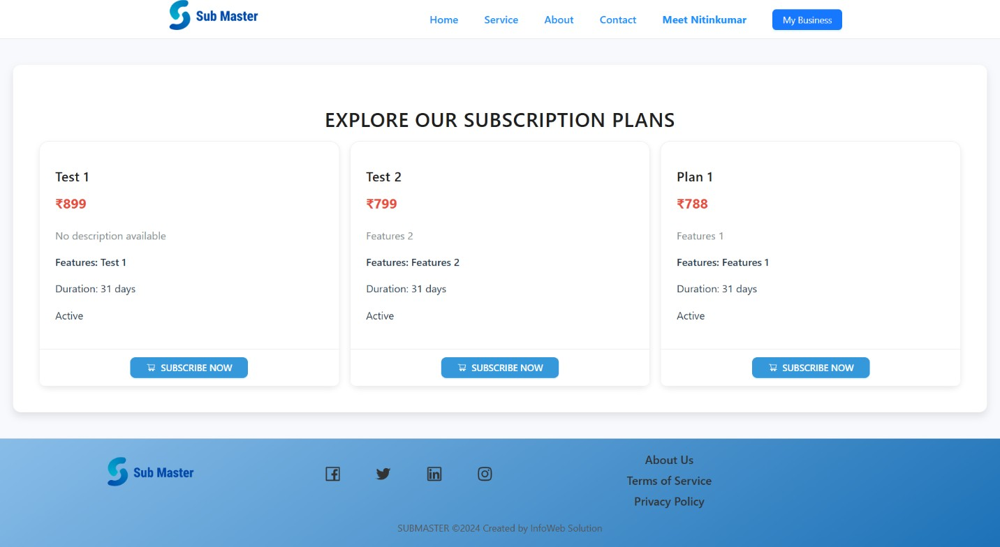 Sub Master
Home Service About Contact Meet Nitinkumar My Business
EXPLORE OUR SUBSCRIPTION PLANS
Test 1
₹899
No description available
Features: Test 1
Duration: 31 days
Active
SUBSCRIBE NOW
Test 2
₹799
Features 2
Features: Features 2
Duration: 31 days
Active
SUBSCRIBE NOW
Plan 1
₹788
Features 1
Features: Features 1
Duration: 31 days
Active
SUBSCRIBE NOW
Sub Master
About Us
Terms of Service
Privacy Policy
SUBMASTER ©2024 Created by InfoWeb Solution